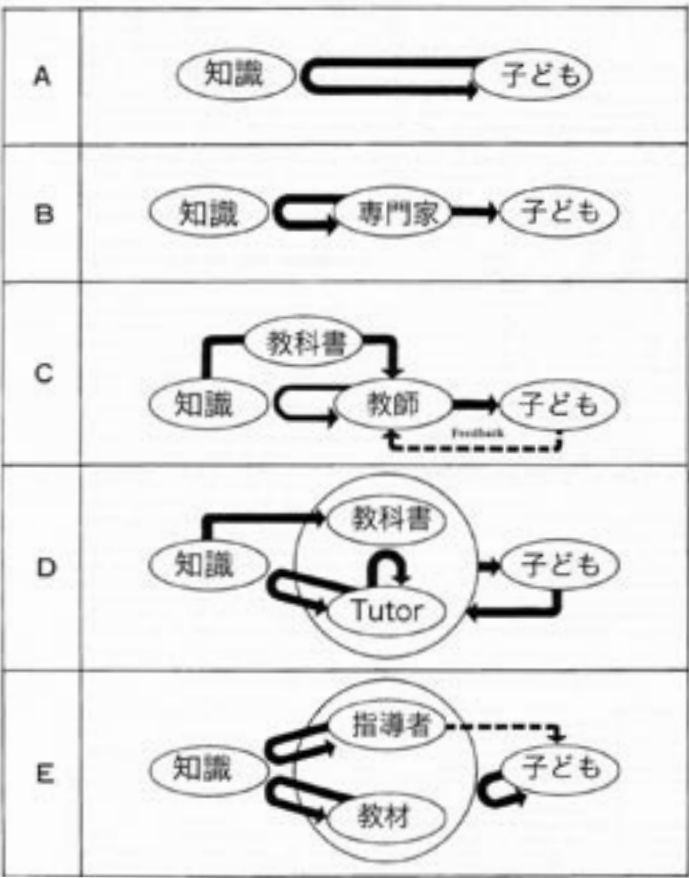 A
知識
子ども
B
知識
専門家
子ども
C
教科書
知識
教師
子ども
Feedback
D
教科書
知識
子ども
Tutor
E
指導者
知識
子ども
教材